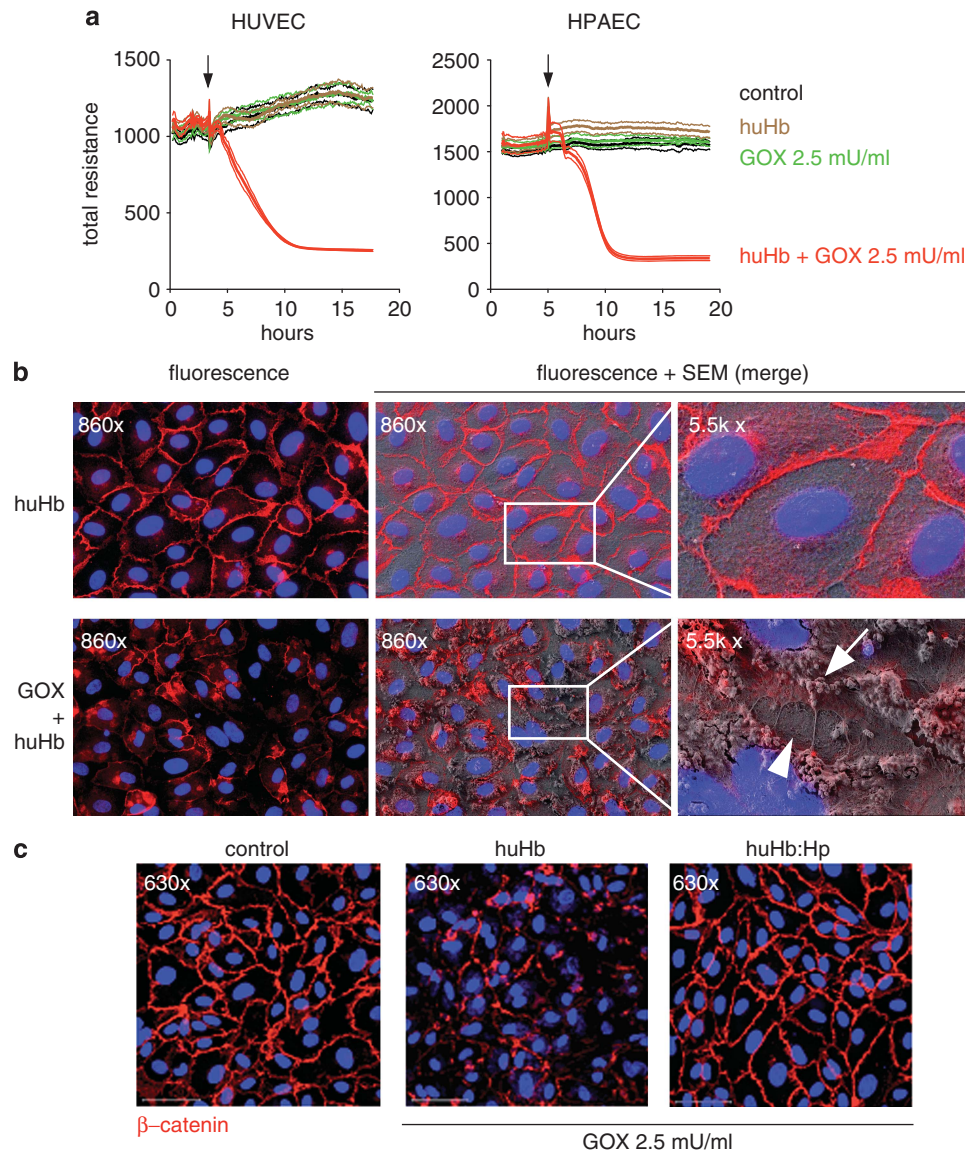 a
HUVEC
HPAEC
total resistance
1500
1000
500
0
0 5 10 15 20
hours
2500
2000
1500
1000
500
0
0 5 10 15 20
hours
control
huHb
GOX 2.5 mU/ml
huHb + GOX 2.5 mU/ml
b
fluorescence
fluorescence + SEM (merge)
huHb
860x
860x
5.5k x
GOX
+
huHb
860x
860x
5.5k x
c
control
huHb
huHb:Hp
630x
630x
630x
β–catenin
GOX 2.5 mU/ml